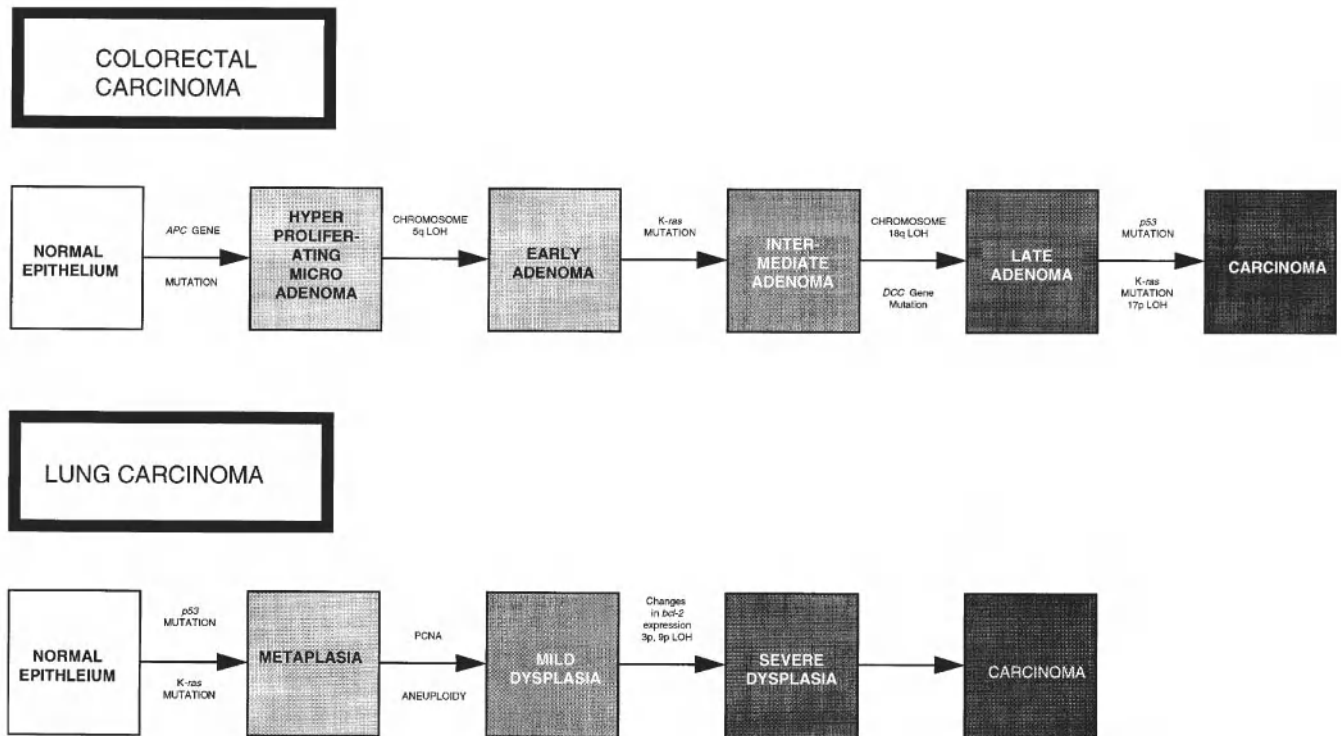 COLORECTAL
CARCINOMA
NORMAL
EPITHELIUM
APC GENE
MUTATION
HYPER
PROLIFER-
ATING
MICRO
ADENOMA
CHROMOSOME
5q LOH
EARLY
ADENOMA
K-ras
MUTATION
INTER-
MEDIATE
ADENOMA
CHROMOSOME
18q LOH
DCC Gene
Mutation
LATE
ADENOMA
p53
MUTATION
K-ras
MUTATION
17p LOH
CARCINOMA
LUNG CARCINOMA
NORMAL
EPITHLEIUM
p53
MUTATION
K-ras
MUTATION
METAPLASIA
PCNA
ANEUPLOIDY
MILD
DYSPLASIA
Changes
in bcl-2
expression
3p, 9p LOH
SEVERE
DYSPLASIA
CARCINOMA